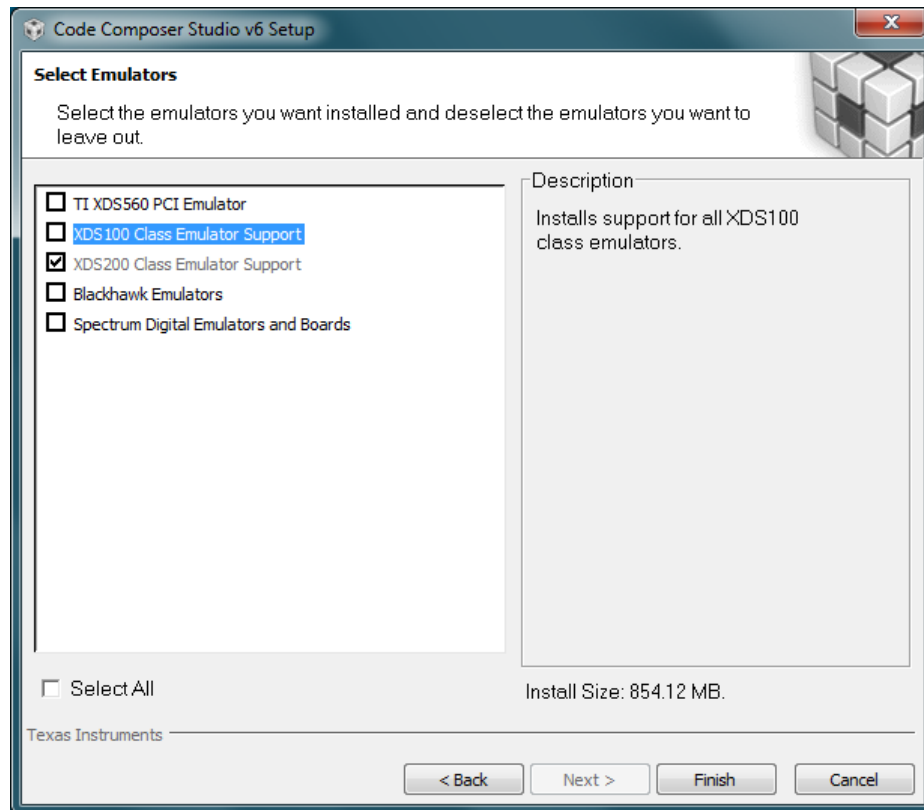 Code Composer Studio v6 Setup
Select Emulators
Select the emulators you want installed and deselect the emulators you want to
leave out.
TI XDS560 PCI Emulator
XDS100 Class Emulator Support
XDS200 Class Emulator Support
Blackhawk Emulators
Spectrum Digital Emulators and Boards
Description
Installs support for all XDS100
class emulators.
Select All
Install Size: 854.12 MB.
Texas Instruments
< Back
Next >
Finish
Cancel